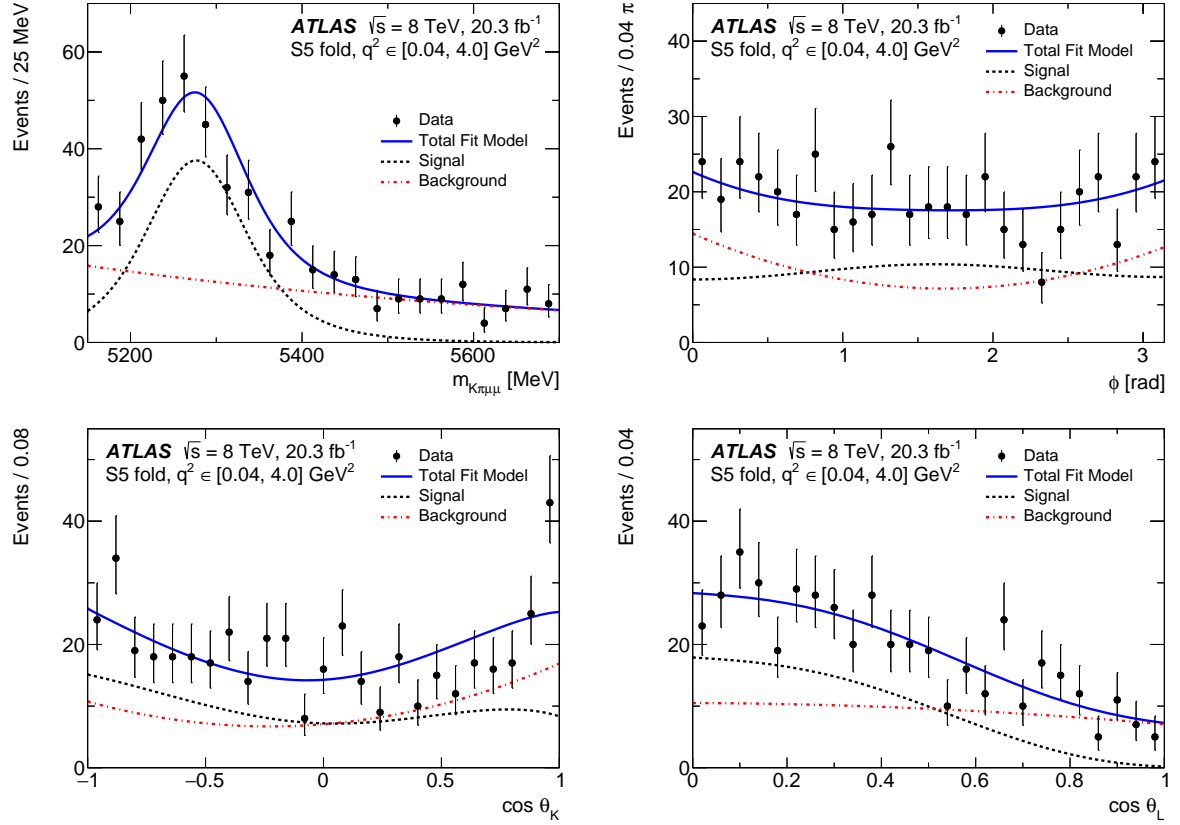 Events / 25 MeV
60
40
20
0
ATLAS √s = 8 TeV, 20.3 fb⁻¹
S5 fold, q² ∈ [0.04, 4.0] GeV²
Data
Total Fit Model
Signal
Background
5200 5400 5600
m_Kπμμ [MeV]
Events / 0.04 π
40
30
20
10
0
ATLAS √s = 8 TeV, 20.3 fb⁻¹
S5 fold, q² ∈ [0.04, 4.0] GeV²
Data
Total Fit Model
Signal
Background
0 1 2 3
ϕ [rad]
Events / 0.08
40
20
0
ATLAS √s = 8 TeV, 20.3 fb⁻¹
S5 fold, q² ∈ [0.04, 4.0] GeV²
Data
Total Fit Model
Signal
Background
−1 −0.5 0 0.5 1
cos θ_K
Events / 0.04
40
20
0
ATLAS √s = 8 TeV, 20.3 fb⁻¹
S5 fold, q² ∈ [0.04, 4.0] GeV²
Data
Total Fit Model
Signal
Background
0 0.2 0.4 0.6 0.8 1
cos θ_L